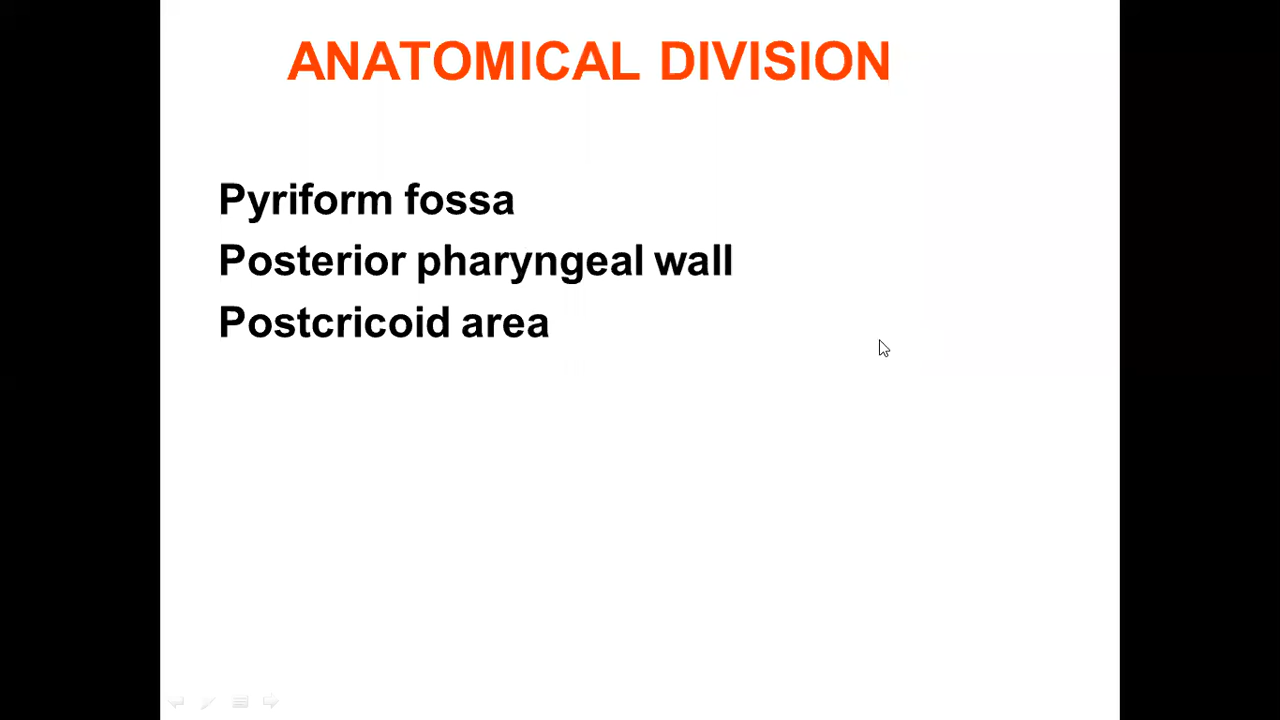 ANATOMICAL DIVISION
Pyriform fossa
Posterior pharyngeal wall
Postcricoid area